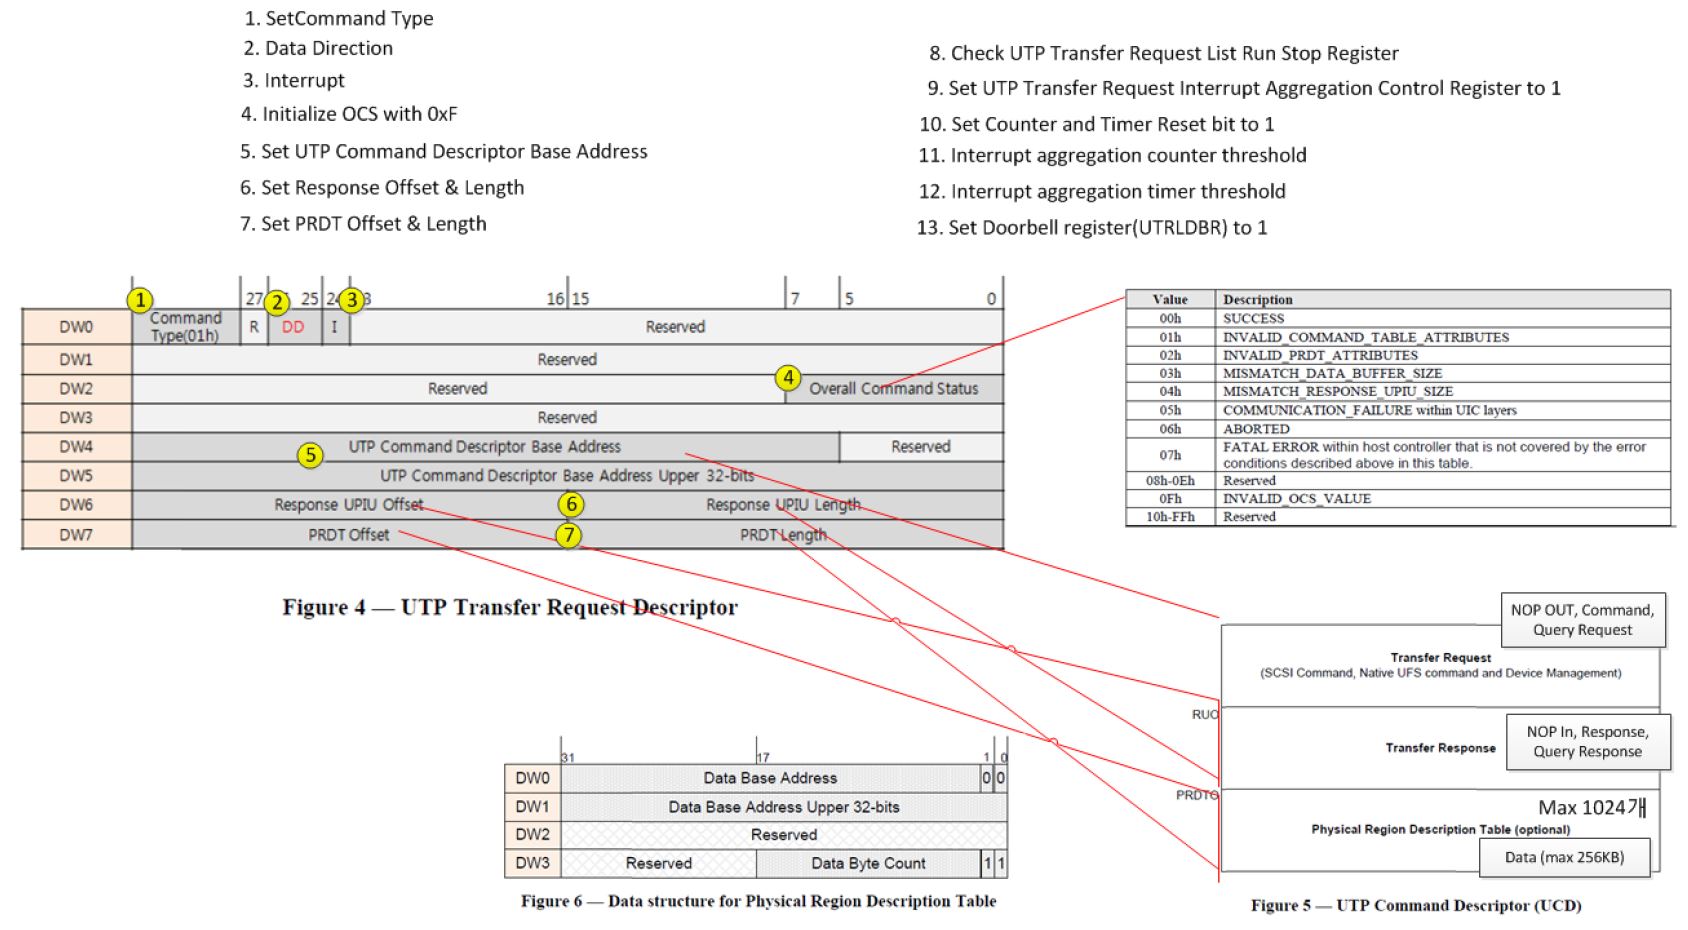 1. SetCommand Type
2. Data Direction
3. Interrupt
4. Initialize OCS with 0xF
5. Set UTP Command Descriptor Base Address
6. Set Response Offset & Length
7. Set PRDT Offset & Length
8. Check UTP Transfer Request List Run Stop Register
9. Set UTP Transfer Request Interrupt Aggregation Control Register to 1
10. Set Counter and Timer Reset bit to 1
11. Interrupt aggregation counter threshold
12. Interrupt aggregation timer threshold
13. Set Doorbell register(UTRLDBR) to 1
1 27 2 25 3 16 15 7 5 0
DW0 Command Type(01h) R DD I Reserved
DW1 Reserved
DW2 Reserved 4 Overall Command Status
DW3 Reserved
DW4 UTP Command Descriptor Base Address Reserved
5
DW5 UTP Command Descriptor Base Address Upper 32-bits
DW6 Response UPIU Offset 6 Response UPIU Length
DW7 PRDT Offset 7 PRDT Length
Figure 4 — UTP Transfer Request Descriptor
Value Description
00h SUCCESS
01h INVALID_COMMAND_TABLE_ATTRIBUTES
02h INVALID_PRDT_ATTRIBUTES
03h MISMATCH_DATA_BUFFER_SIZE
04h MISMATCH_RESPONSE_UPIU_SIZE
05h COMMUNICATION_FAILURE within UIC layers
06h ABORTED
07h FATAL ERROR within host controller that is not covered by the error
conditions described above in this table.
08h-0Eh Reserved
0Fh INVALID_OCS_VALUE
10h-FFh Reserved
NOP OUT, Command,
Query Request
Transfer Request
(SCSI Command, Native UFS command and Device Management)
RUO
NOP In, Response,
Query Response
Transfer Response
PRDTO
Max 1024개
Physical Region Description Table (optional)
Data (max 256KB)
Figure 5 — UTP Command Descriptor (UCD)
31 17 1 0
DW0 Data Base Address 0 0
DW1 Data Base Address Upper 32-bits
DW2 Reserved
DW3 Reserved Data Byte Count 1 1
Figure 6 — Data structure for Physical Region Description Table